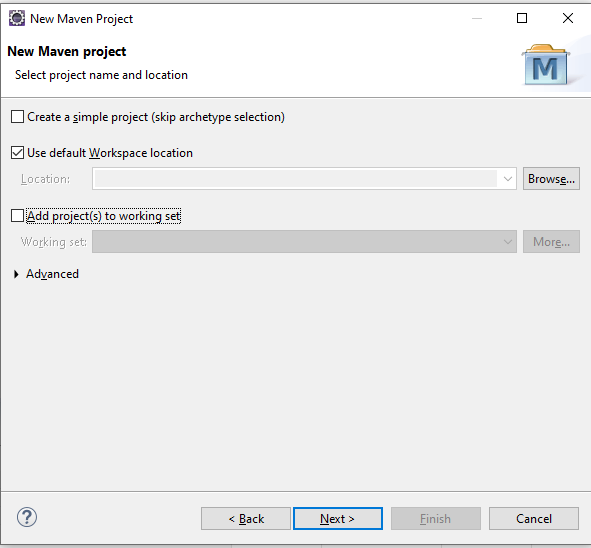 New Maven Project
New Maven project
Select project name and location
M
Create a simple project (skip archetype selection)
Use default Workspace location
Location:
Browse...
Add project(s) to working set
Working set:
More...
Advanced
?
< Back
Next >
Finish
Cancel